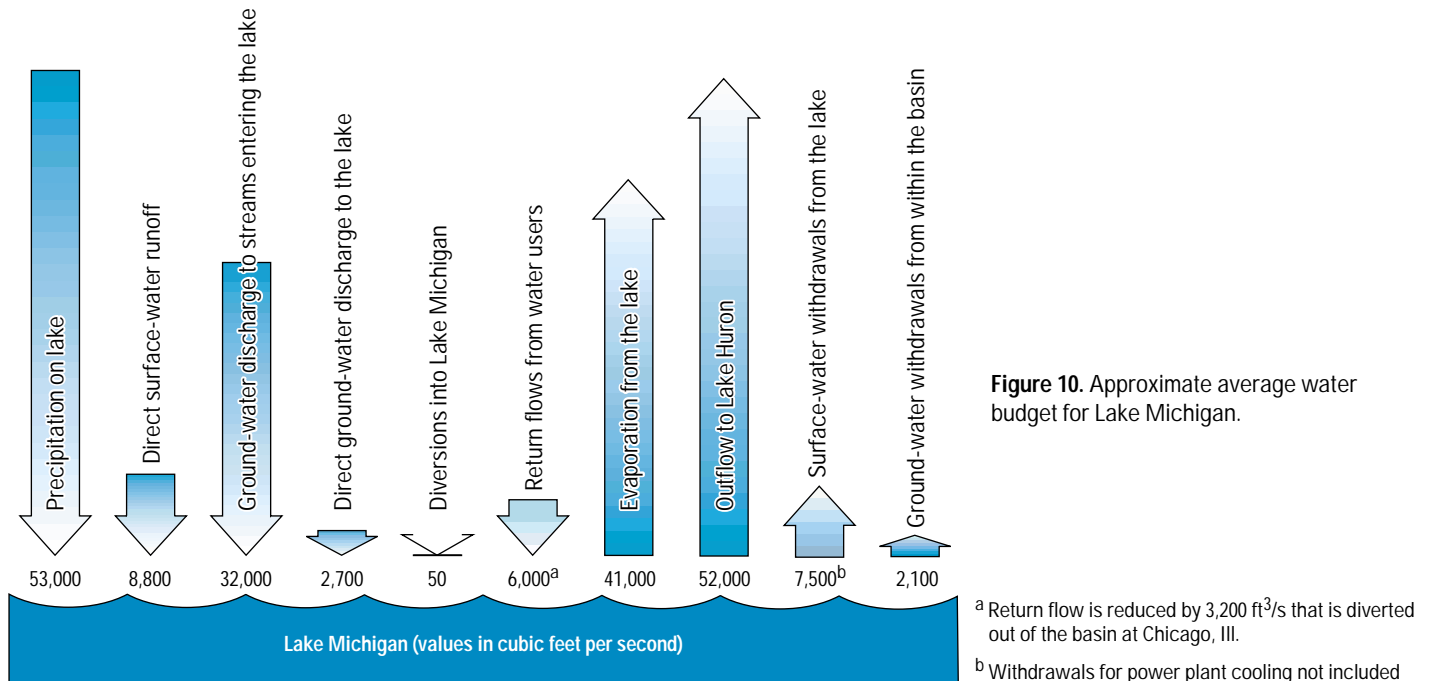 Precipitation on lake
Direct surface-water runoff
Ground-water discharge to streams entering the lake
Direct ground-water discharge to the lake
Diversions into Lake Michigan
Return flows from water users
Evaporation from the lake
Outflow to Lake Huron
Surface-water withdrawals from the lake
Ground-water withdrawals from within the basin
53,000 8,800 32,000 2,700 50 6,000a 41,000 52,000 7,500b 2,100
Lake Michigan (values in cubic feet per second)
Figure 10. Approximate average water
budget for Lake Michigan.
a Return flow is reduced by 3,200 ft3/s that is diverted
out of the basin at Chicago, Ill.
b Withdrawals for power plant cooling not included